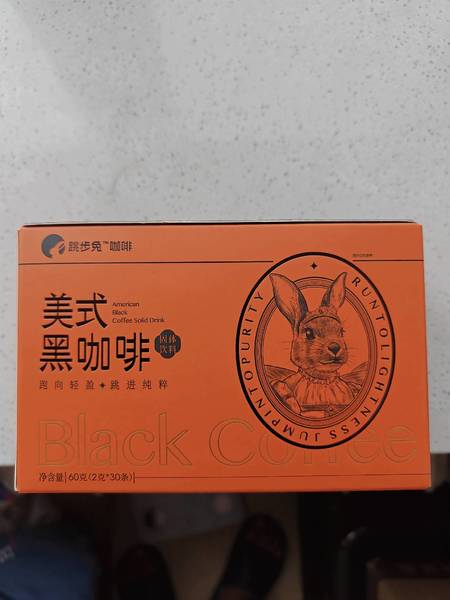 跳步兔™咖啡
美式
黑咖啡
American
Black
Coffee Solid Drink
固体
饮料
跑向轻盈✦跳进纯粹
RUNTOLIGHTNESS JUMPINTOPURITY
Black Coffee
净含量|60克(2克*30条)